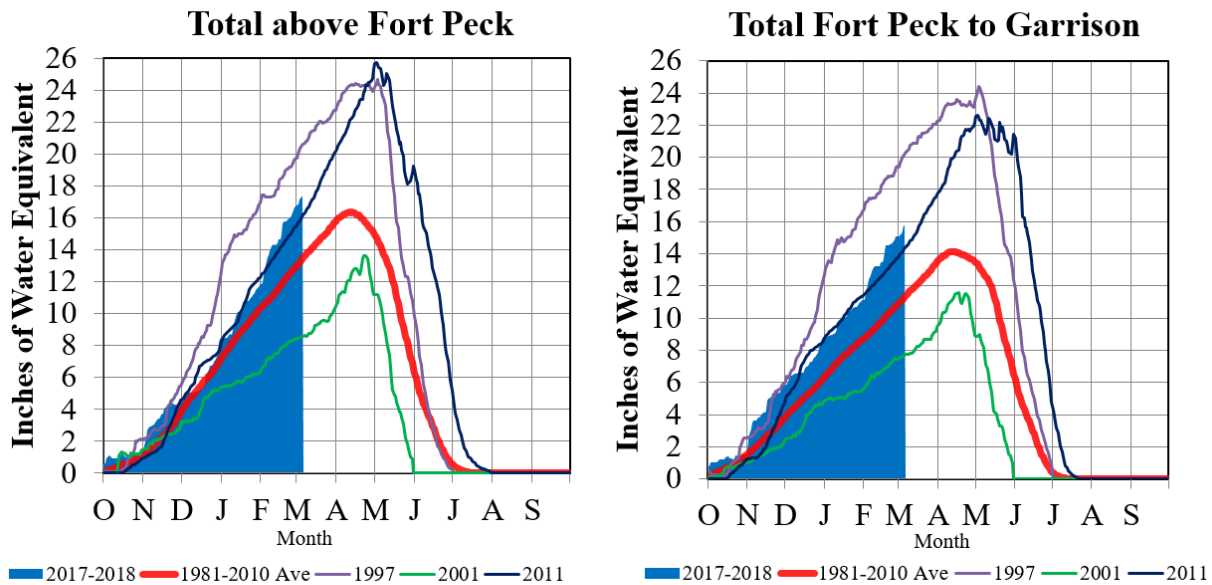 Total above Fort Peck
Inches of Water Equivalent
26
24
22
20
18
16
14
12
10
8
6
4
2
0
O N D J F M A M J J A S
Month
2017-2018 1981-2010 Ave 1997 2001 2011
Total Fort Peck to Garrison
Inches of Water Equivalent
26
24
22
20
18
16
14
12
10
8
6
4
2
0
O N D J F M A M J J A S
Month
2017-2018 1981-2010 Ave 1997 2001 2011